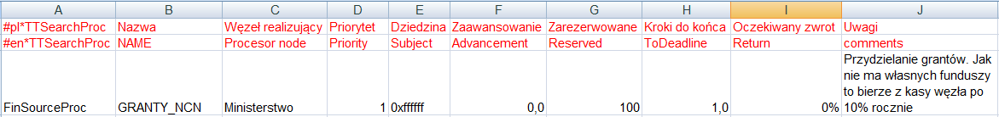 A B C D E F G H I J
#pl*TTSearchProc Nazwa Węzeł realizujący Priorytet Dziedzina Zaawansowanie Zarezerwowane Kroki do końca Oczekiwany zwrot Uwagi
#en*TTSearchProc NAME Procesor node Priority Subject Advancement Reserved ToDeadline Return comments
Przydzielanie grantów. Jak
nie ma własnych funduszy
to bierze z kasy węzła po
FinSourceProc GRANTY_NCN Ministerstwo 1 0xffffff 0,0 100 1,0 0% 10% rocznie